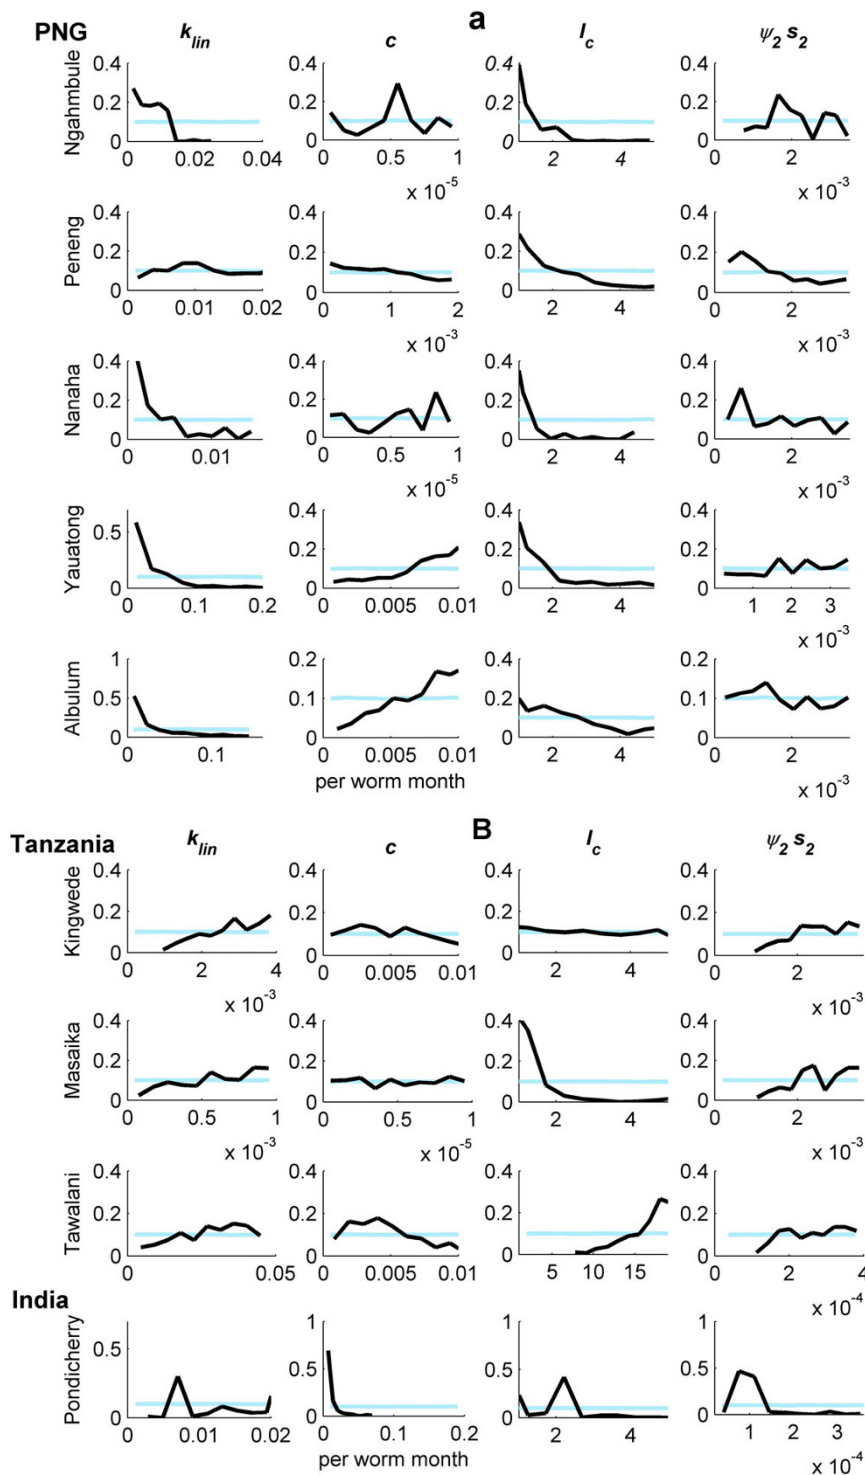 PNG k_lin c a I_c ψ_2 s_2
Ngahmbule
0.4 0.2 0 0 0.02 0.04
0.4 0.2 0 0 0.5 1 x 10^-5
0.4 0.2 0 2 4
0.4 0.2 0 0 2 x 10^-3
Peneng
0.4 0.2 0 0 0.01 0.02
0.4 0.2 0 0 1 2 x 10^-3
0.4 0.2 0 2 4
0.4 0.2 0 0 2 x 10^-3
Nanaha
0.4 0.2 0 0 0.01
0.4 0.2 0 0 0.5 1 x 10^-5
0.4 0.2 0 2 4
0.4 0.2 0 0 2 x 10^-3
Yauatong
0.5 0 0 0.1 0.2
0.4 0.2 0 0 0.005 0.01
0.4 0.2 0 2 4
0.4 0.2 0 1 2 3 x 10^-3
Albulum
1 0.5 0 0 0.1
0.2 0.1 0 0 0.005 0.01
per worm month
0.4 0.2 0 2 4
0.2 0.1 0 0 2 x 10^-3
Tanzania k_lin c B I_c ψ_2 s_2
Kingwede
0.4 0.2 0 0 2 4 x 10^-3
0.4 0.2 0 0 0.005 0.01
0.4 0.2 0 2 4
0.4 0.2 0 0 2 x 10^-3
Masaika
0.4 0.2 0 0 0.5 1 x 10^-3
0.4 0.2 0 0 0.5 1 x 10^-5
0.4 0.2 0 2 4
0.4 0.2 0 0 2 x 10^-3
Tawalani
0.4 0.2 0 0 0.05
0.4 0.2 0 0 0.005 0.01
0.4 0.2 0 5 10 15
0.4 0.2 0 0 2 4 x 10^-4
India
Pondicherry
0.5 0 0 0.01 0.02
1 0.5 0 0 0.1 0.2
per worm month
1 0.5 0 2 4
1 0.5 0 1 2 3 x 10^-4